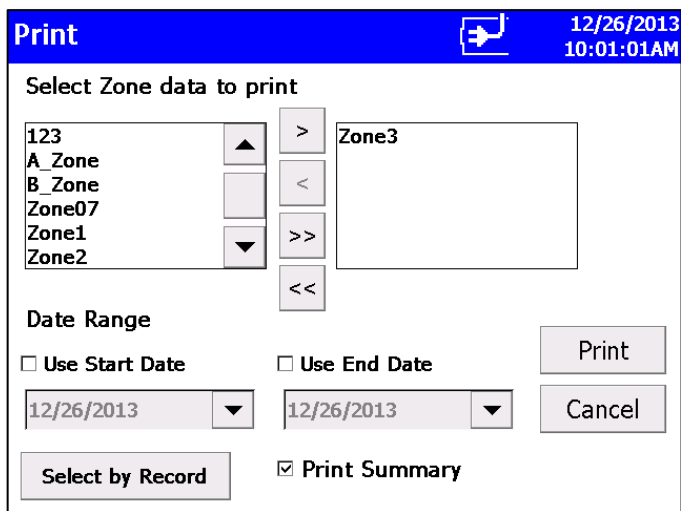 Print
12/26/2013
10:01:01AM
Select Zone data to print
123
A_Zone
B_Zone
Zone07
Zone1
Zone2
>
<
>>
<<
Zone3
Date Range
Use Start Date
Use End Date
12/26/2013
12/26/2013
Print
Cancel
Select by Record
Print Summary